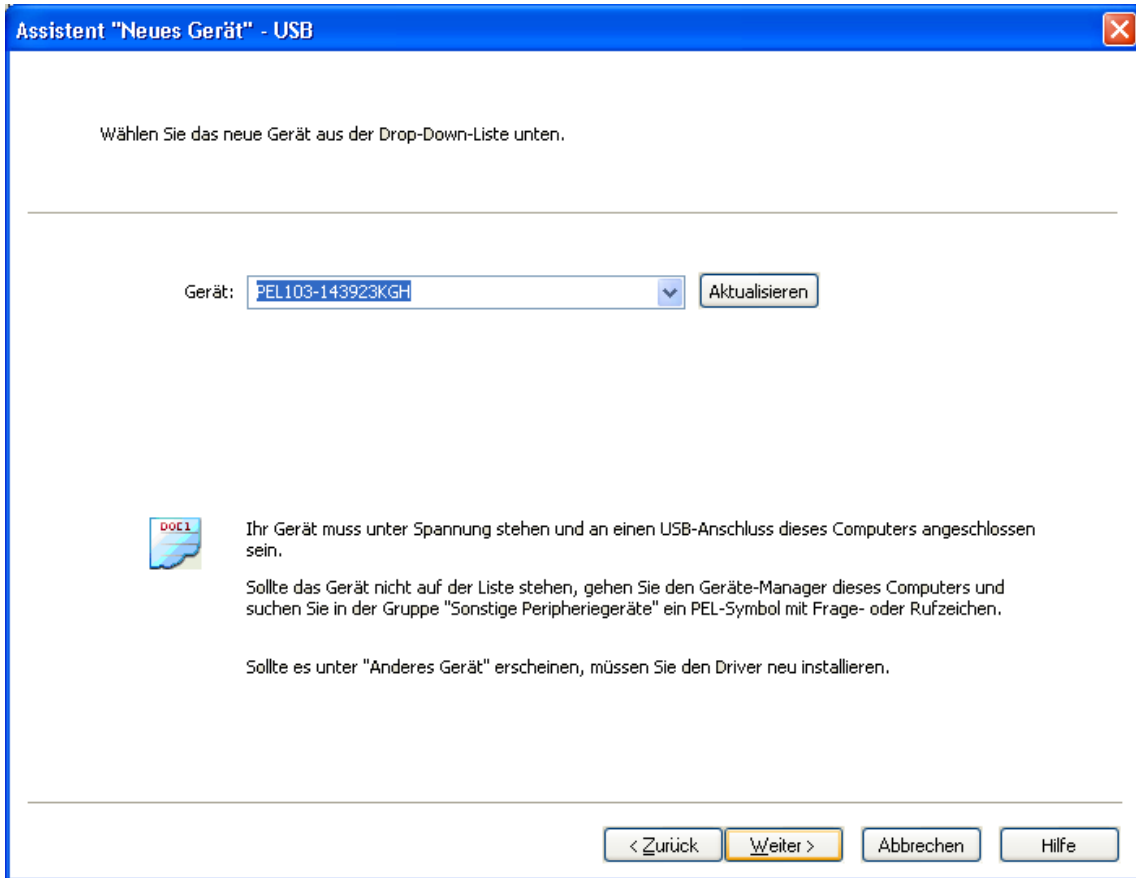 Assistent "Neues Gerät" - USB
Wählen Sie das neue Gerät aus der Drop-Down-Liste unten.
Gerät: PEL103-143923KGH Aktualisieren
DOC1
Ihr Gerät muss unter Spannung stehen und an einen USB-Anschluss dieses Computers angeschlossen
sein.
Sollte das Gerät nicht auf der Liste stehen, gehen Sie den Geräte-Manager dieses Computers und
suchen Sie in der Gruppe "Sonstige Peripheriegeräte" ein PEL-Symbol mit Frage- oder Rufzeichen.
Sollte es unter "Anderes Gerät" erscheinen, müssen Sie den Driver neu installieren.
< Zurück Weiter > Abbrechen Hilfe